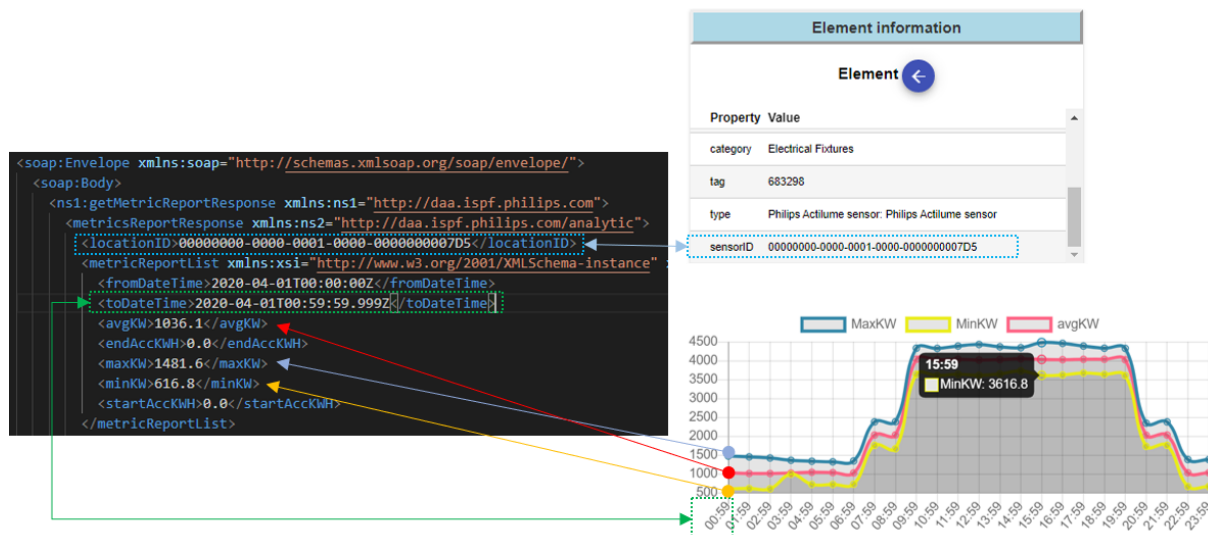 Element information
Element
Property Value
category Electrical Fixtures
tag 683298
type Philips Actilume sensor: Philips Actilume sensor
sensorID 00000000-0000-0001-0000-0000000007D5
<soap:Envelope xmlns:soap="http://schemas.xmlsoap.org/soap/envelope/">
<soap:Body>
<ns1:getMetricReportResponse xmlns:ns1="http://daa.ispf.philips.com">
<metricsReportResponse xmlns:ns2="http://daa.ispf.philips.com/analytic">
<locationID>00000000-0000-0001-0000-0000000007D5</locationID>
<metricReportList xmlns:xsi="http://www.w3.org/2001/XMLSchema-instance"
<fromDateTime>2020-04-01T00:00:00Z</fromDateTime>
<toDateTime>2020-04-01T00:59:59.999Z</toDateTime>
<avgKW>1036.1</avgKW>
<endAccKWH>0.0</endAccKWH>
<maxKW>1481.6</maxKW>
<minKW>616.8</minKW>
<startAccKWH>0.0</startAccKWH>
</metricReportList>
MaxKW MinKW avgKW
4500
4000
3500
3000
2500
2000
1500
1000
500
15:59
MinKW: 3616.8
00:59 01:59 02:59 03:59 04:59 05:59 06:59 07:59 08:59 09:59 10:59 11:59 12:59 13:59 14:59 15:59 16:59 17:59 18:59 19:59 20:59 21:59 22:59 23:59